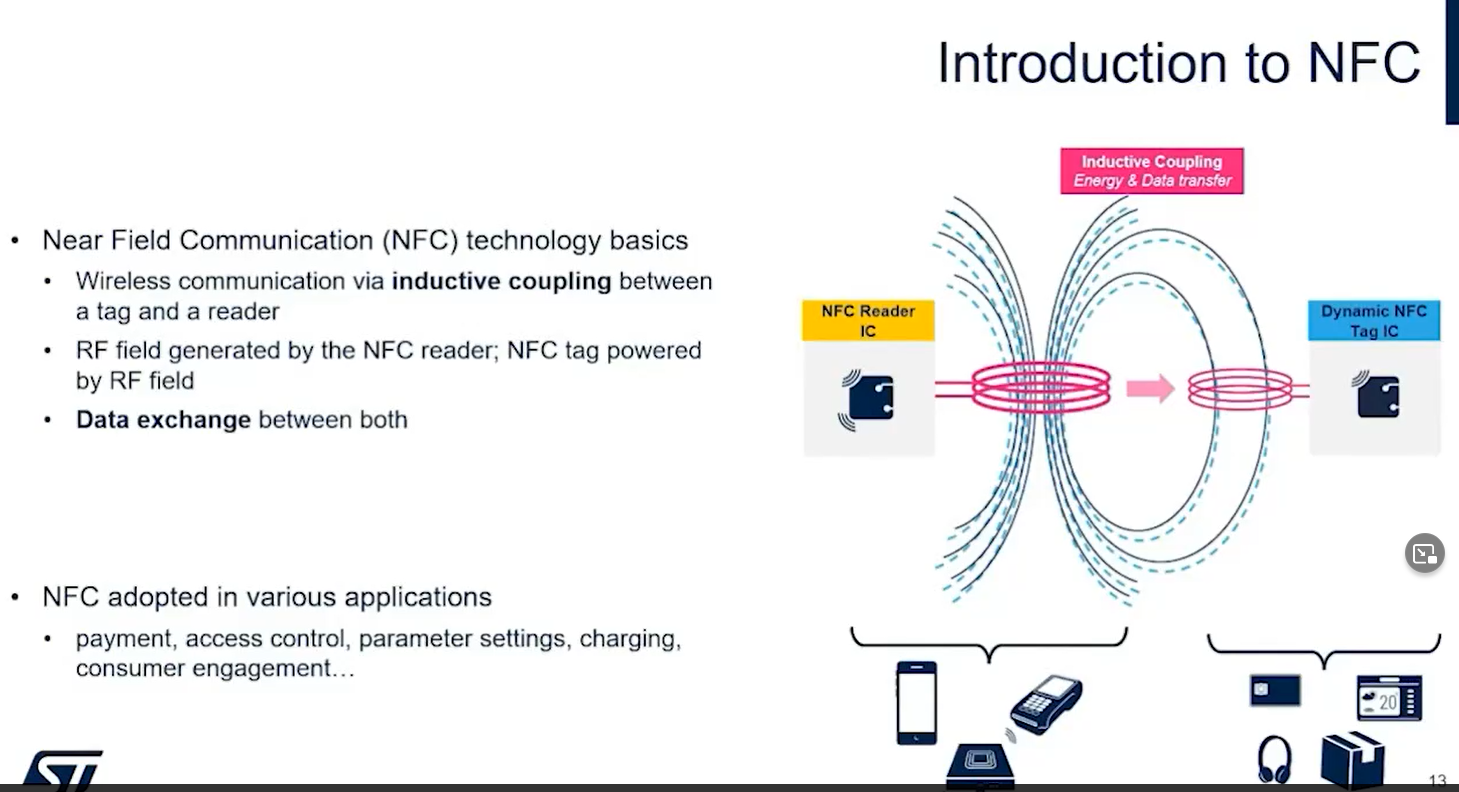 Introduction to NFC
• Near Field Communication (NFC) technology basics
• Wireless communication via inductive coupling between
a tag and a reader
• RF field generated by the NFC reader; NFC tag powered
by RF field
• Data exchange between both
• NFC adopted in various applications
• payment, access control, parameter settings, charging,
consumer engagement…
Inductive Coupling
Energy & Data transfer
NFC Reader
IC
Dynamic NFC
Tag IC
20
ST
13